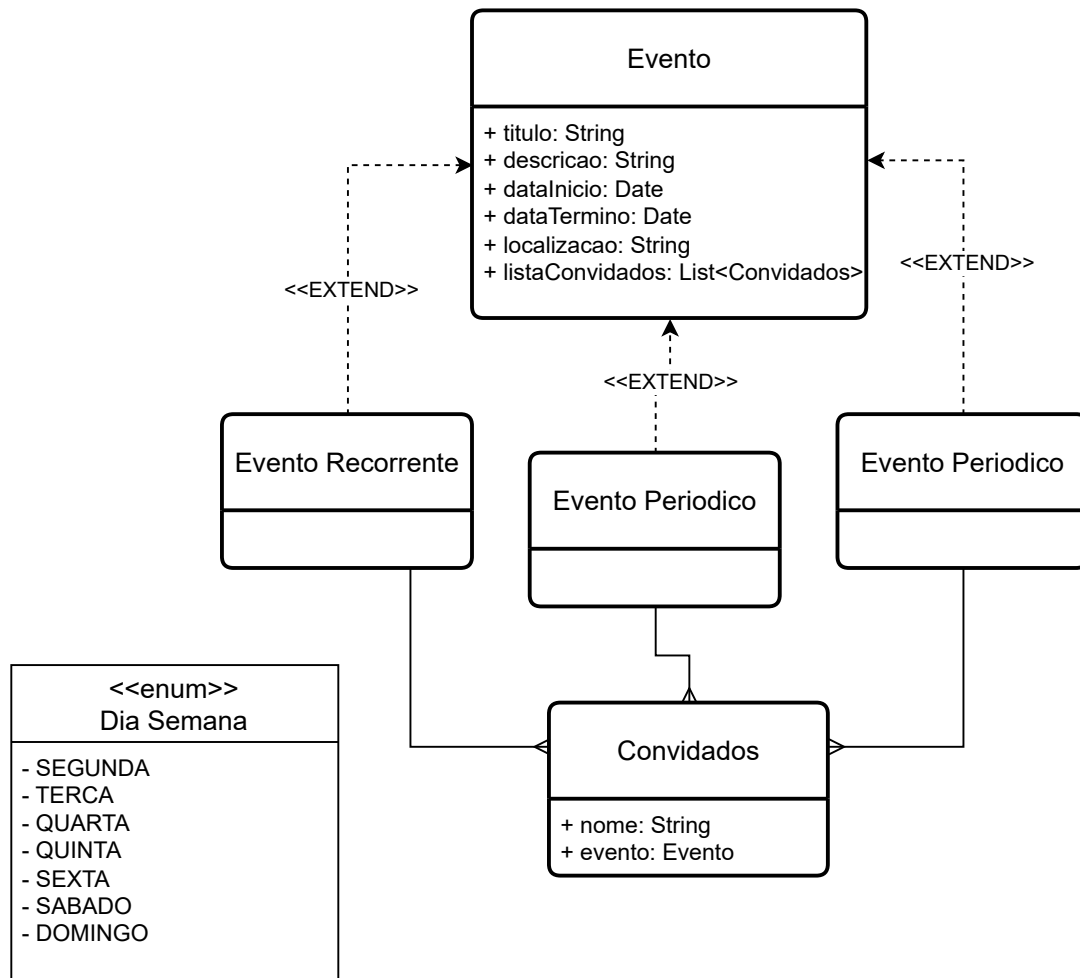 Evento
+ titulo: String
+ descricao: String
+ dataInicio: Date
+ dataTermino: Date
+ localizacao: String
+ listaConvidados: List<Convidados>
<<EXTEND>>
<<EXTEND>>
<<EXTEND>>
Evento Recorrente
Evento Periodico
Evento Periodico
<<enum>>
Dia Semana
- SEGUNDA
- TERCA
- QUARTA
- QUINTA
- SEXTA
- SABADO
- DOMINGO
Convidados
+ nome: String
+ evento: Evento